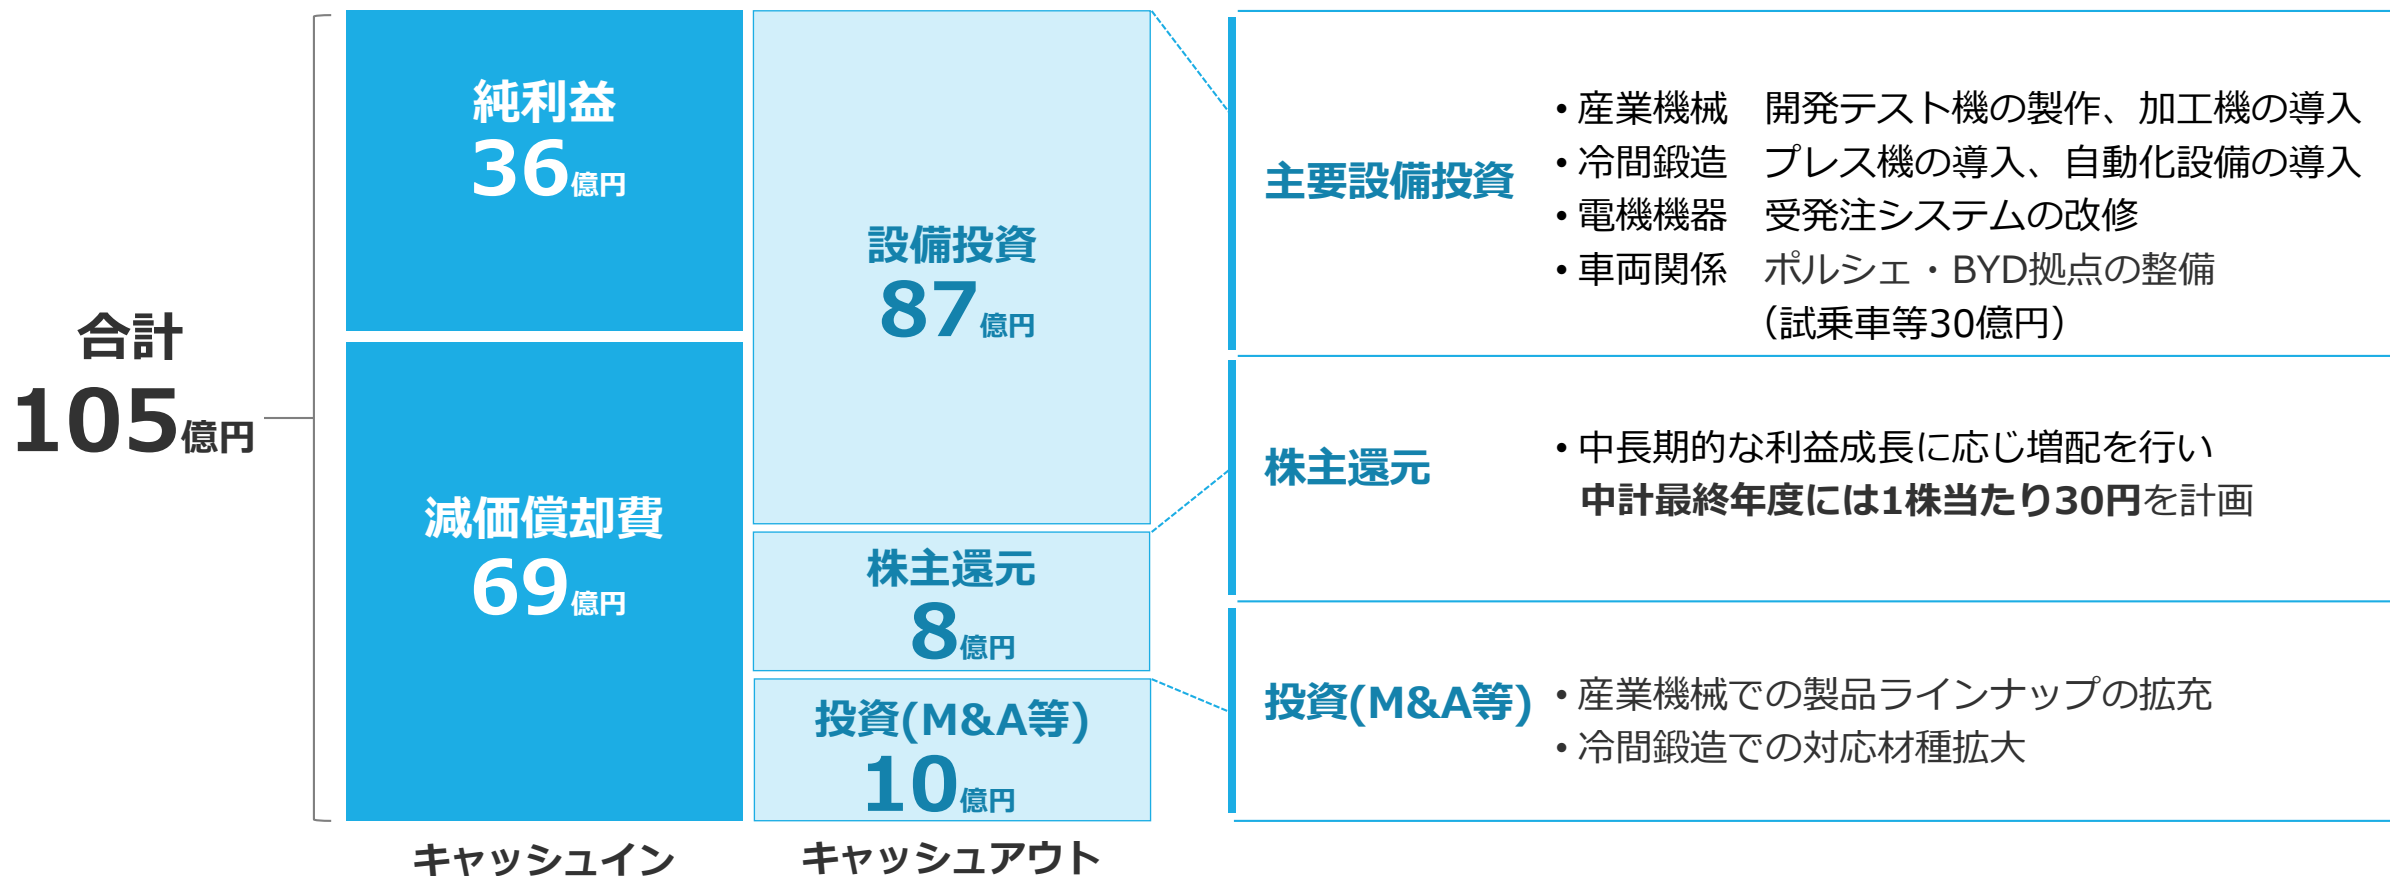 合計
105億円
純利益
36億円
減価償却費
69億円
キャッシュイン
設備投資
87億円
株主還元
8億円
投資(M&A等)
10億円
キャッシュアウト
主要設備投資
・産業機械　開発テスト機の製作、加工機の導入
・冷間鍛造　プレス機の導入、自動化設備の導入
・電機機器　受発注システムの改修
・車両関係　ポルシェ・BYD拠点の整備
（試乗車等30億円）
株主還元
・中長期的な利益成長に応じ増配を行い
中計最終年度には1株当たり30円を計画
投資(M&A等)
・産業機械での製品ラインナップの拡充
・冷間鍛造での対応材種拡大